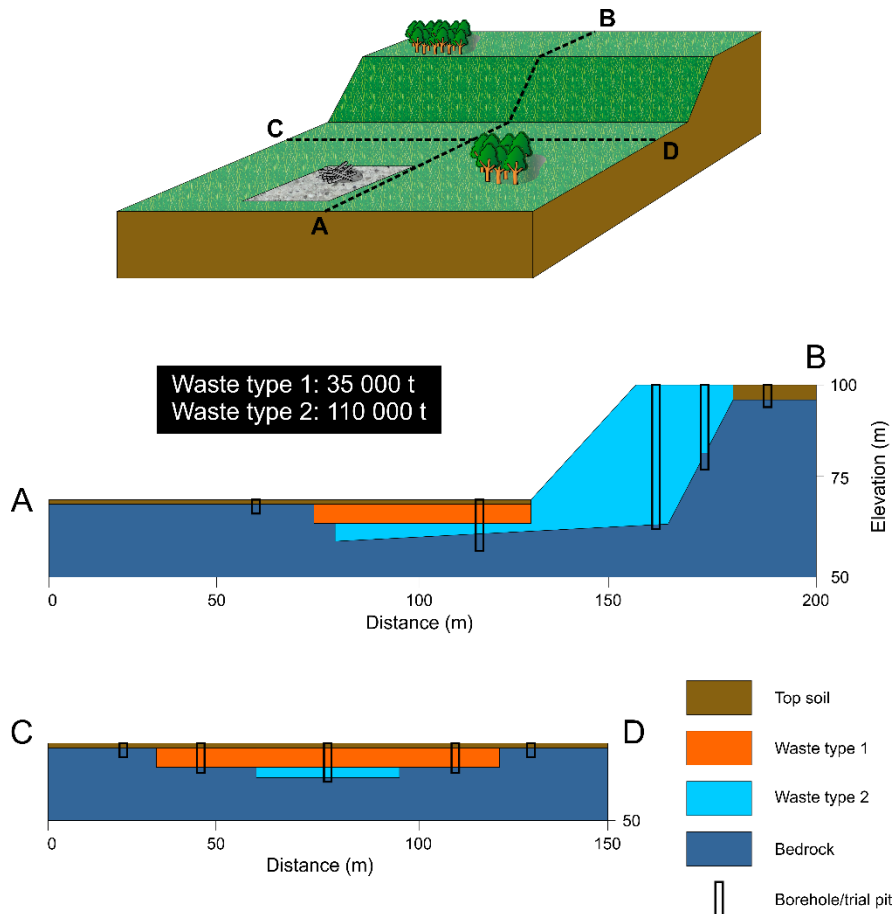 B
C
D
A
Waste type 1: 35 000 t
Waste type 2: 110 000 t
B
100
A
75
Elevation (m)
50
0
50
100
150
200
Distance (m)
C
D
50
0
50
100
150
Distance (m)
Top soil
Waste type 1
Waste type 2
Bedrock
Borehole/trial pit